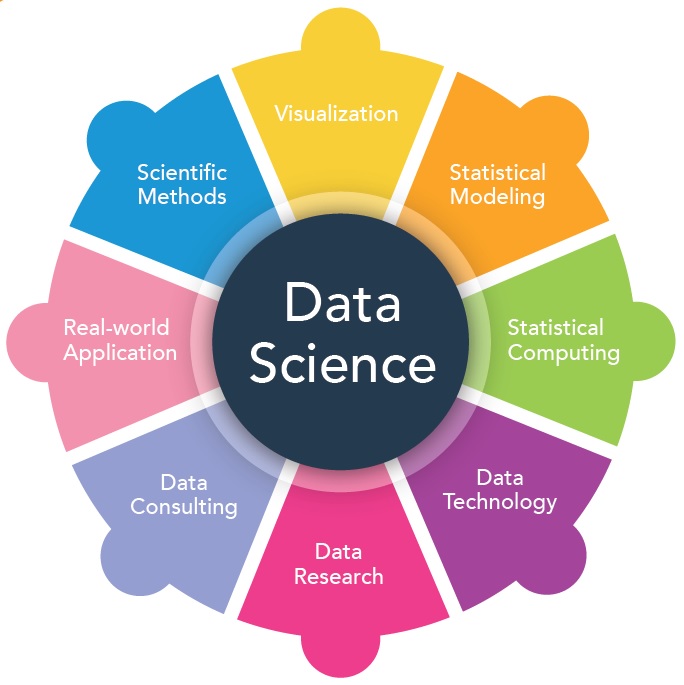 Visualization
Statistical
Modeling
Statistical
Computing
Data
Technology
Data
Research
Data
Consulting
Real-world
Application
Scientific
Methods
Data
Science